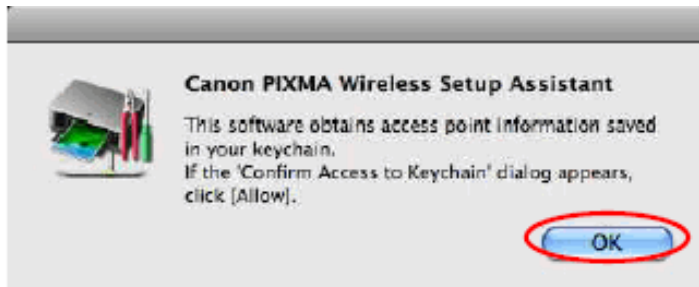 Canon PIXMA Wireless Setup Assistant
This software obtains access point information saved
in your keychain.
If the 'Confirm Access to Keychain' dialog appears,
click [Allow].
OK